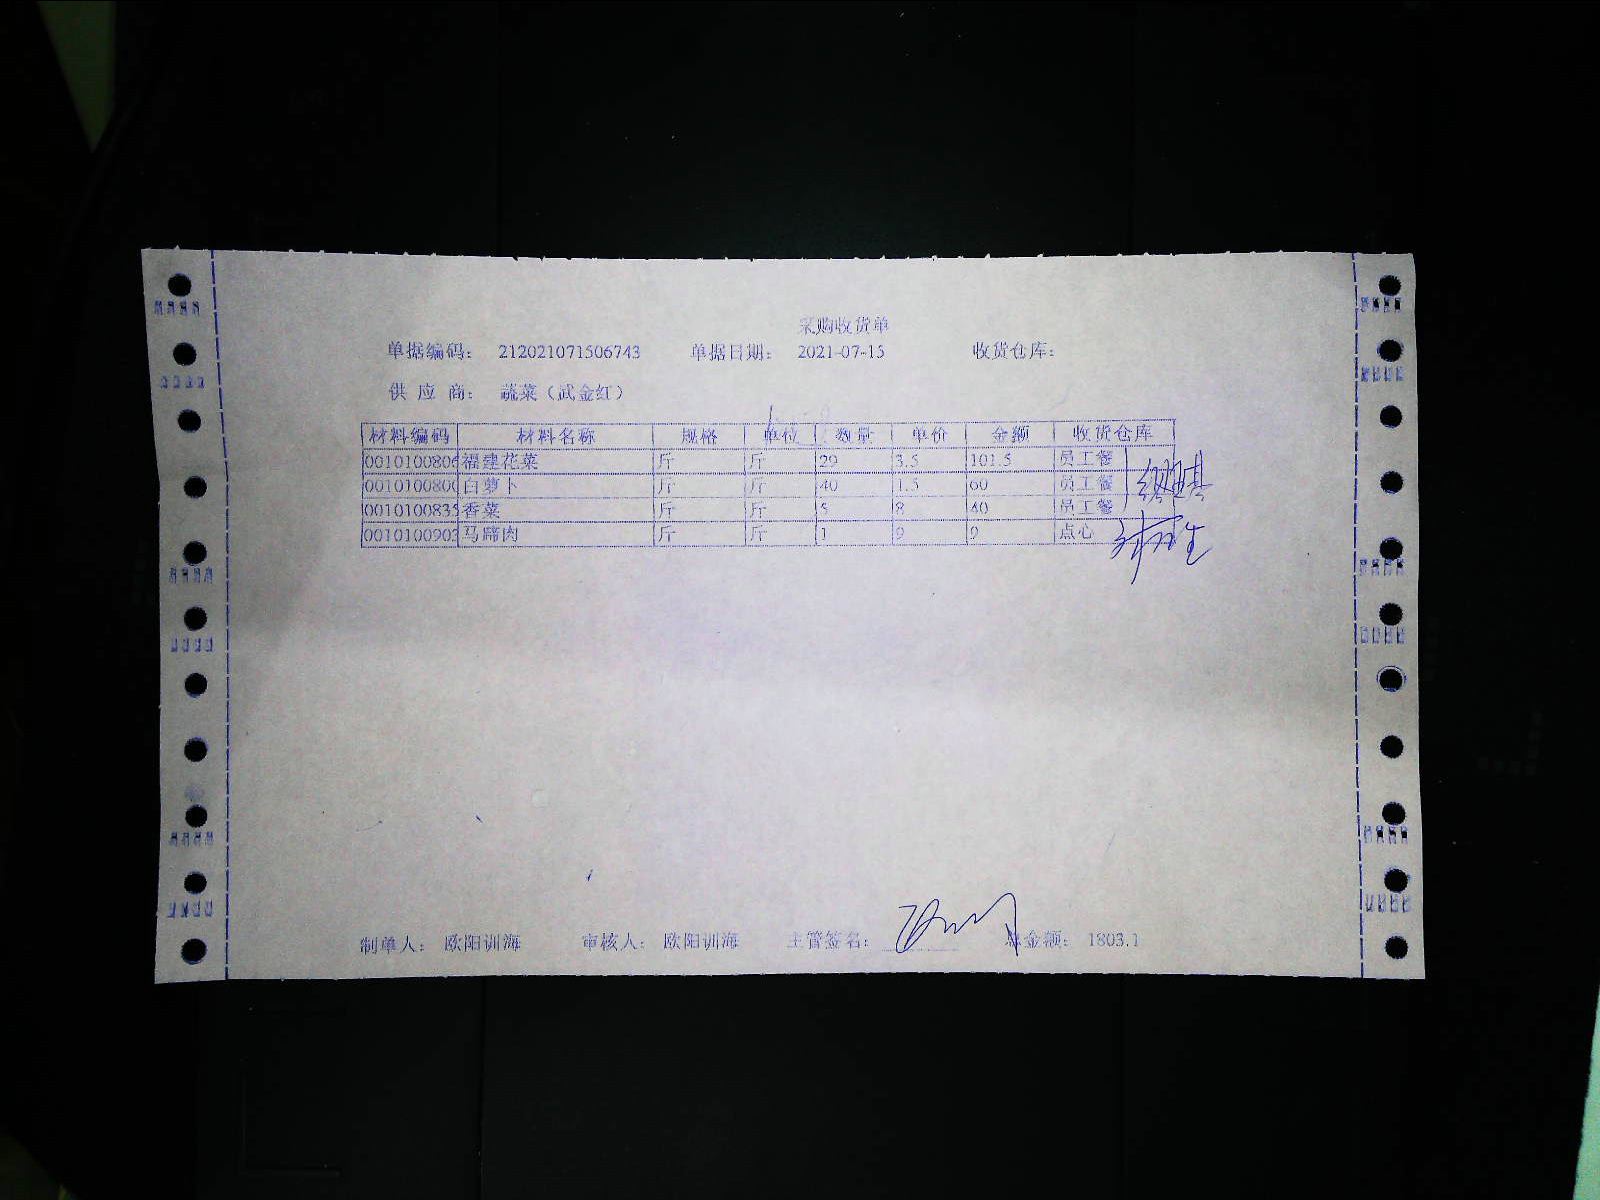 采购收货单
单据编码: 212021071506743 单据日期: 2021-07-15 收货仓库:
供 应 商: 蔬菜(武金红)
材料编码 材料名称 规格 单位 数量 单价 金额 收货仓库
0010100806 福建花菜 斤 斤 29 3.5 101.5 员工餐
001010080 白萝卜 斤 斤 40 1.5 60 员工餐
0010100835 香菜 斤 斤 5 8 40 员工餐
001010090 马蹄肉 斤 斤 1 9 9 点心
制单人: 欧阳训海 审核人: 欧阳训海 主管签名: 总金额: 1803.1